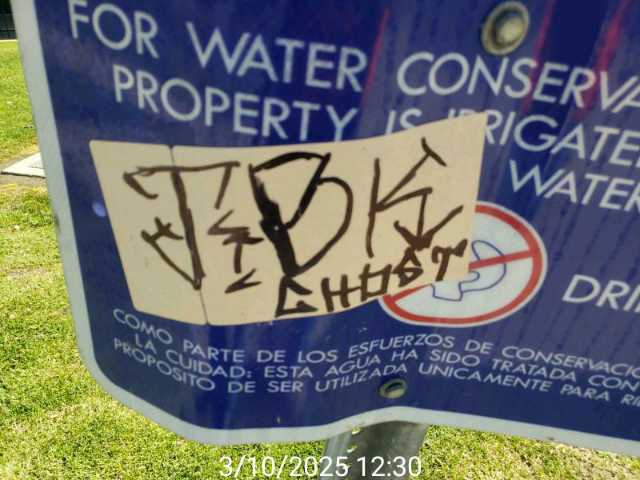 FOR WATER CONSERVA
PROPERTY IS IRRIGATE
WATER
JBK
GHOST
DRI
COMO PARTE DE LOS ESFUERZOS DE CONSERVACIO
LA CUIDAD: ESTA AGUA HA SIDO TRATADA CON
PROPOSITO DE SER UTILIZADA UNICAMENTE PARA RI
3/10/2025 12:30